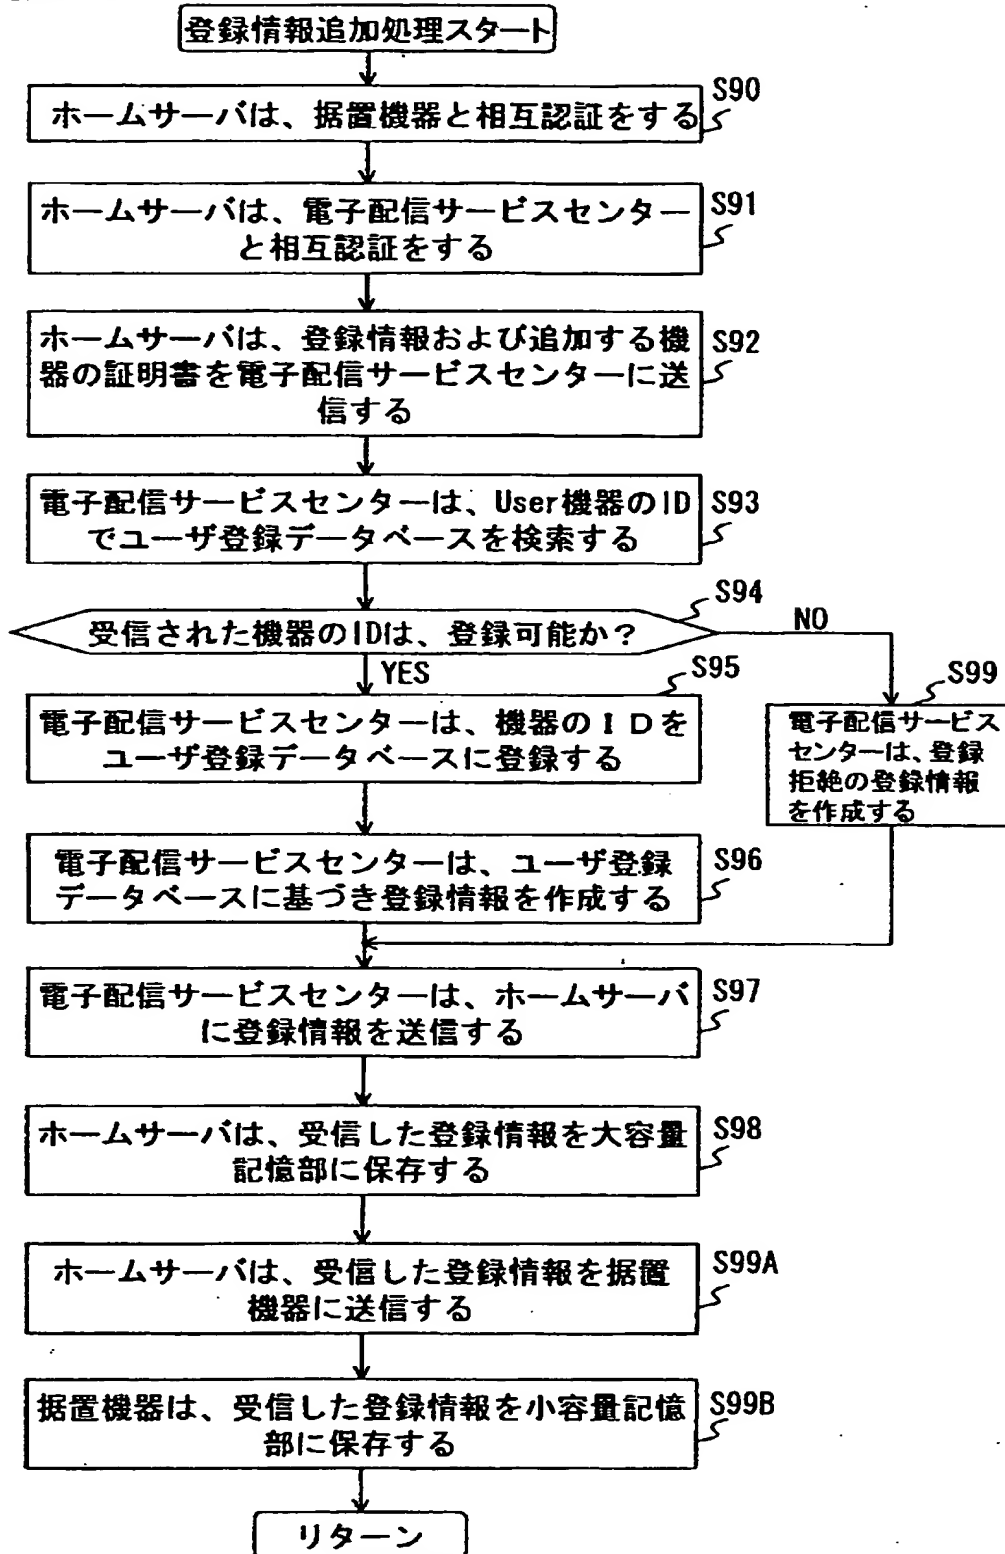 登録情報追加処理スタート
S90
ホームサーバは、据置機器と相互認証をする
S91
ホームサーバは、電子配信サービスセンター
と相互認証をする
S92
ホームサーバは、登録情報および追加する機
器の証明書を電子配信サービスセンターに送
信する
S93
電子配信サービスセンターは、User機器のID
でユーザ登録データベースを検索する
S94
受信された機器のIDは、登録可能か？
NO
YES
S95
電子配信サービスセンターは、機器のＩＤを
ユーザ登録データベースに登録する
S99
電子配信サービス
センターは、登録
拒絶の登録情報
を作成する
S96
電子配信サービスセンターは、ユーザ登録
データベースに基づき登録情報を作成する
S97
電子配信サービスセンターは、ホームサーバ
に登録情報を送信する
S98
ホームサーバは、受信した登録情報を大容量
記憶部に保存する
S99A
ホームサーバは、受信した登録情報を据置
機器に送信する
S99B
据置機器は、受信した登録情報を小容量記憶
部に保存する
リターン